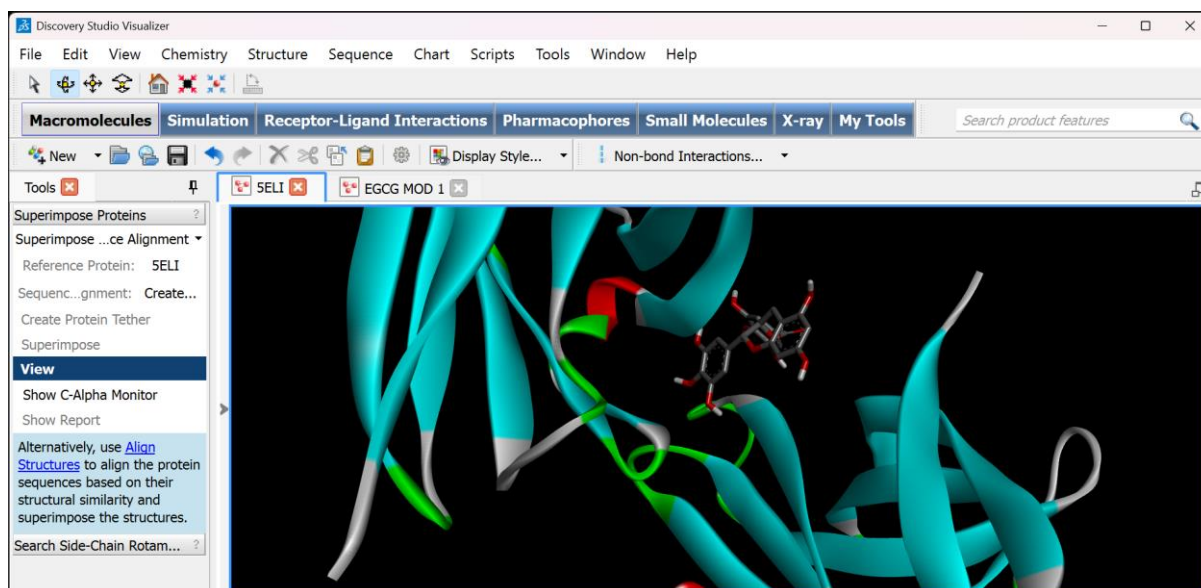 Discovery Studio Visualizer
File Edit View Chemistry Structure Sequence Chart Scripts Tools Window Help
Macromolecules Simulation Receptor-Ligand Interactions Pharmacophores Small Molecules X-ray My Tools Search product features
New Display Style... Non-bond Interactions...
Tools 5ELI EGCG MOD 1
Superimpose Proteins ?
Superimpose ...ce Alignment
Reference Protein: 5ELI
Sequenc...gnment: Create...
Create Protein Tether
Superimpose
View
Show C-Alpha Monitor
Show Report
Alternatively, use Align
Structures to align the protein
sequences based on their
structural similarity and
superimpose the structures.
Search Side-Chain Rotam... ?